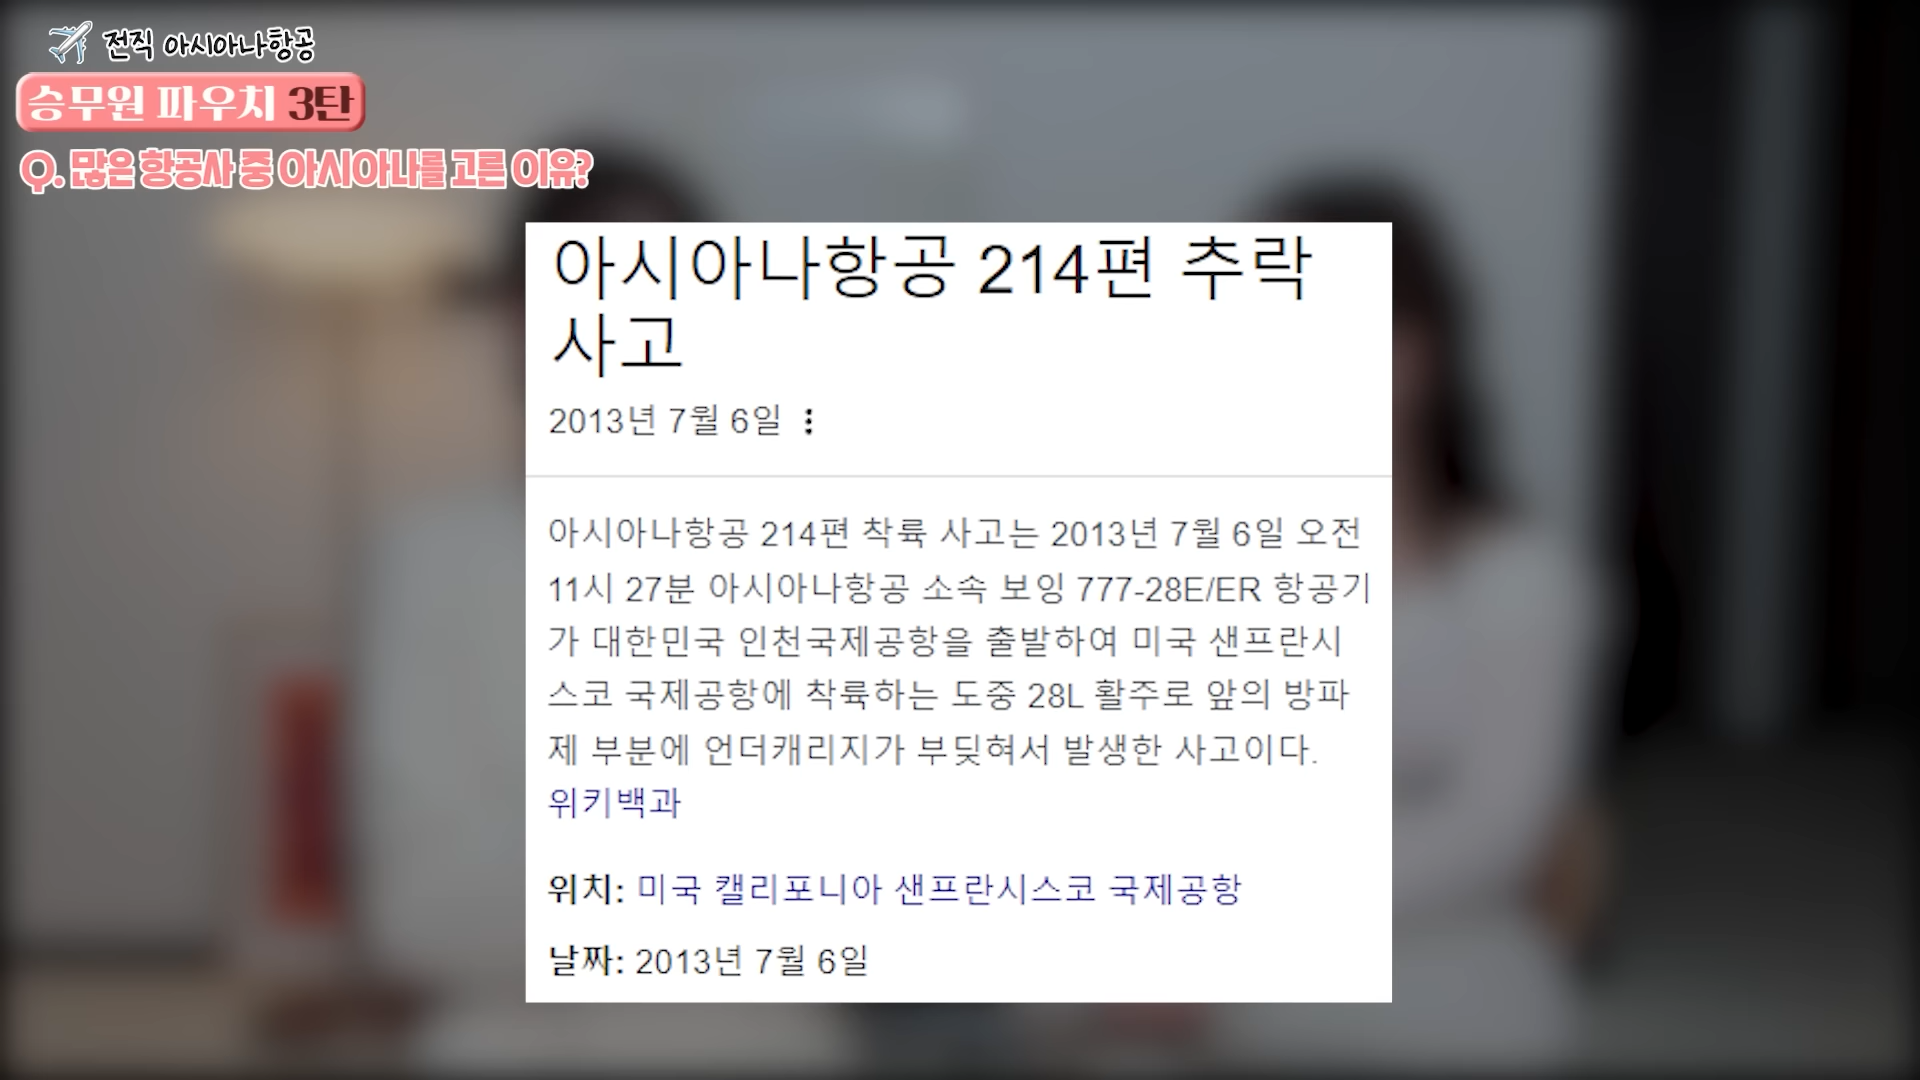 전직 아시아나항공
승무원 파우치 3탄
Q. 많은 항공사 중 아시아나를 고른 이유?
아시아나항공 214편 추락
사고
2013년 7월 6일
아시아나항공 214편 착륙 사고는 2013년 7월 6일 오전
11시 27분 아시아나항공 소속 보잉 777-28E/ER 항공기
가 대한민국 인천국제공항을 출발하여 미국 샌프란시
스코 국제공항에 착륙하는 도중 28L 활주로 앞의 방파
제 부분에 언더캐리지가 부딪혀서 발생한 사고이다.
위키백과
위치: 미국 캘리포니아 샌프란시스코 국제공항
날짜: 2013년 7월 6일